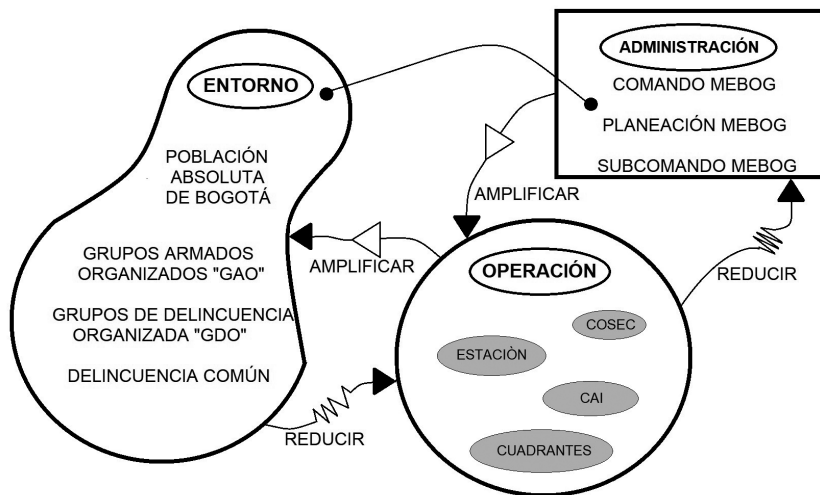 ENTORNO
POBLACIÓN
ABSOLUTA
DE BOGOTÁ
GRUPOS ARMADOS
ORGANIZADOS "GAO"
GRUPOS DE DELINCUENCIA
ORGANIZADA "GDO"
DELINCUENCIA COMÚN
ADMINISTRACIÓN
COMANDO MEBOG
PLANEACIÓN MEBOG
SUBCOMANDO MEBOG
AMPLIFICAR
AMPLIFICAR
REDUCIR
REDUCIR
OPERACIÓN
COSEC
ESTACIÒN
CAI
CUADRANTES